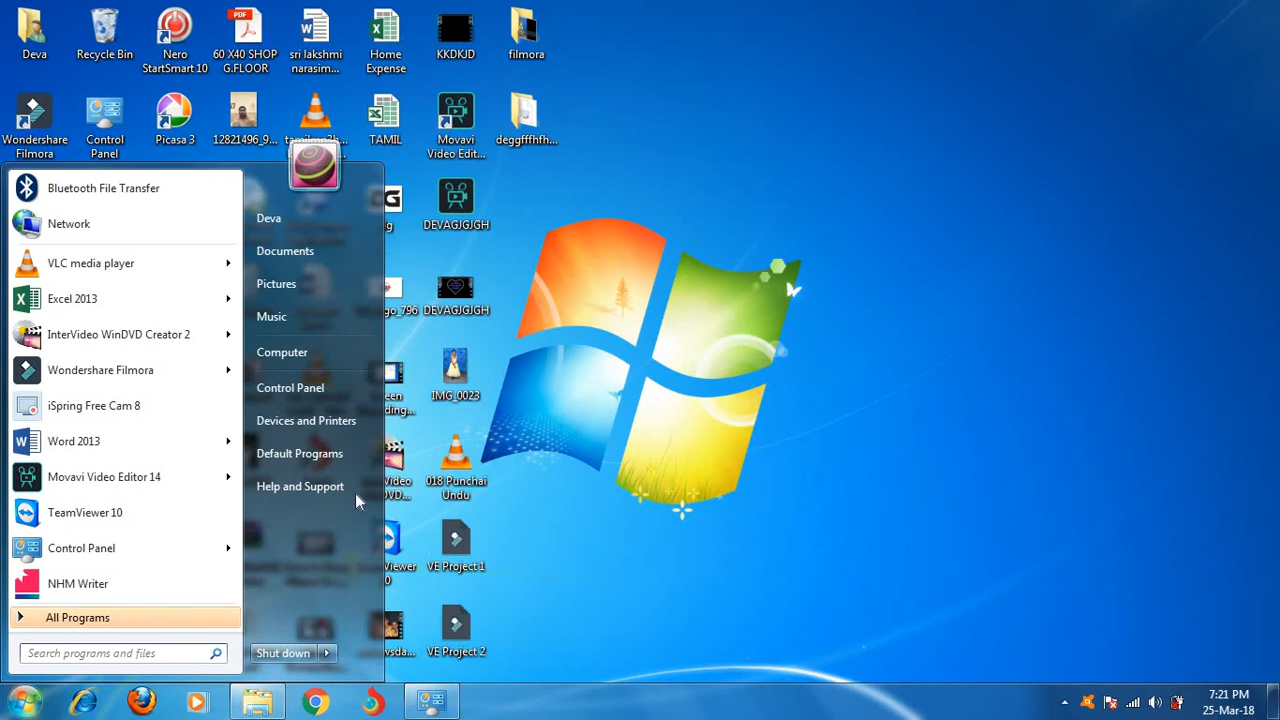 Deva
Recycle Bin
Nero
StartSmart 10
60 X40 SHOP
G.FLOOR
sri lakshmi
narasim...
Home
Expense
KKDKJD
filmora
Wondershare
Filmora
Control
Panel
Picasa 3
12821496_9...
TAMIL
Movavi
Video Edit...
deggfffhfh...
DEVAGJGJGH
DEVAGJGJGH
IMG_0023
018 Punchai
Undu
VE Project 1
VE Project 2
Bluetooth File Transfer
Network
VLC media player
Excel 2013
InterVideo WinDVD Creator 2
Wondershare Filmora
iSpring Free Cam 8
Word 2013
Movavi Video Editor 14
TeamViewer 10
Control Panel
NHM Writer
All Programs
Search programs and files
Deva
Documents
Pictures
Music
Computer
Control Panel
Devices and Printers
Default Programs
Help and Support
Shut down
7:21 PM
25-Mar-18